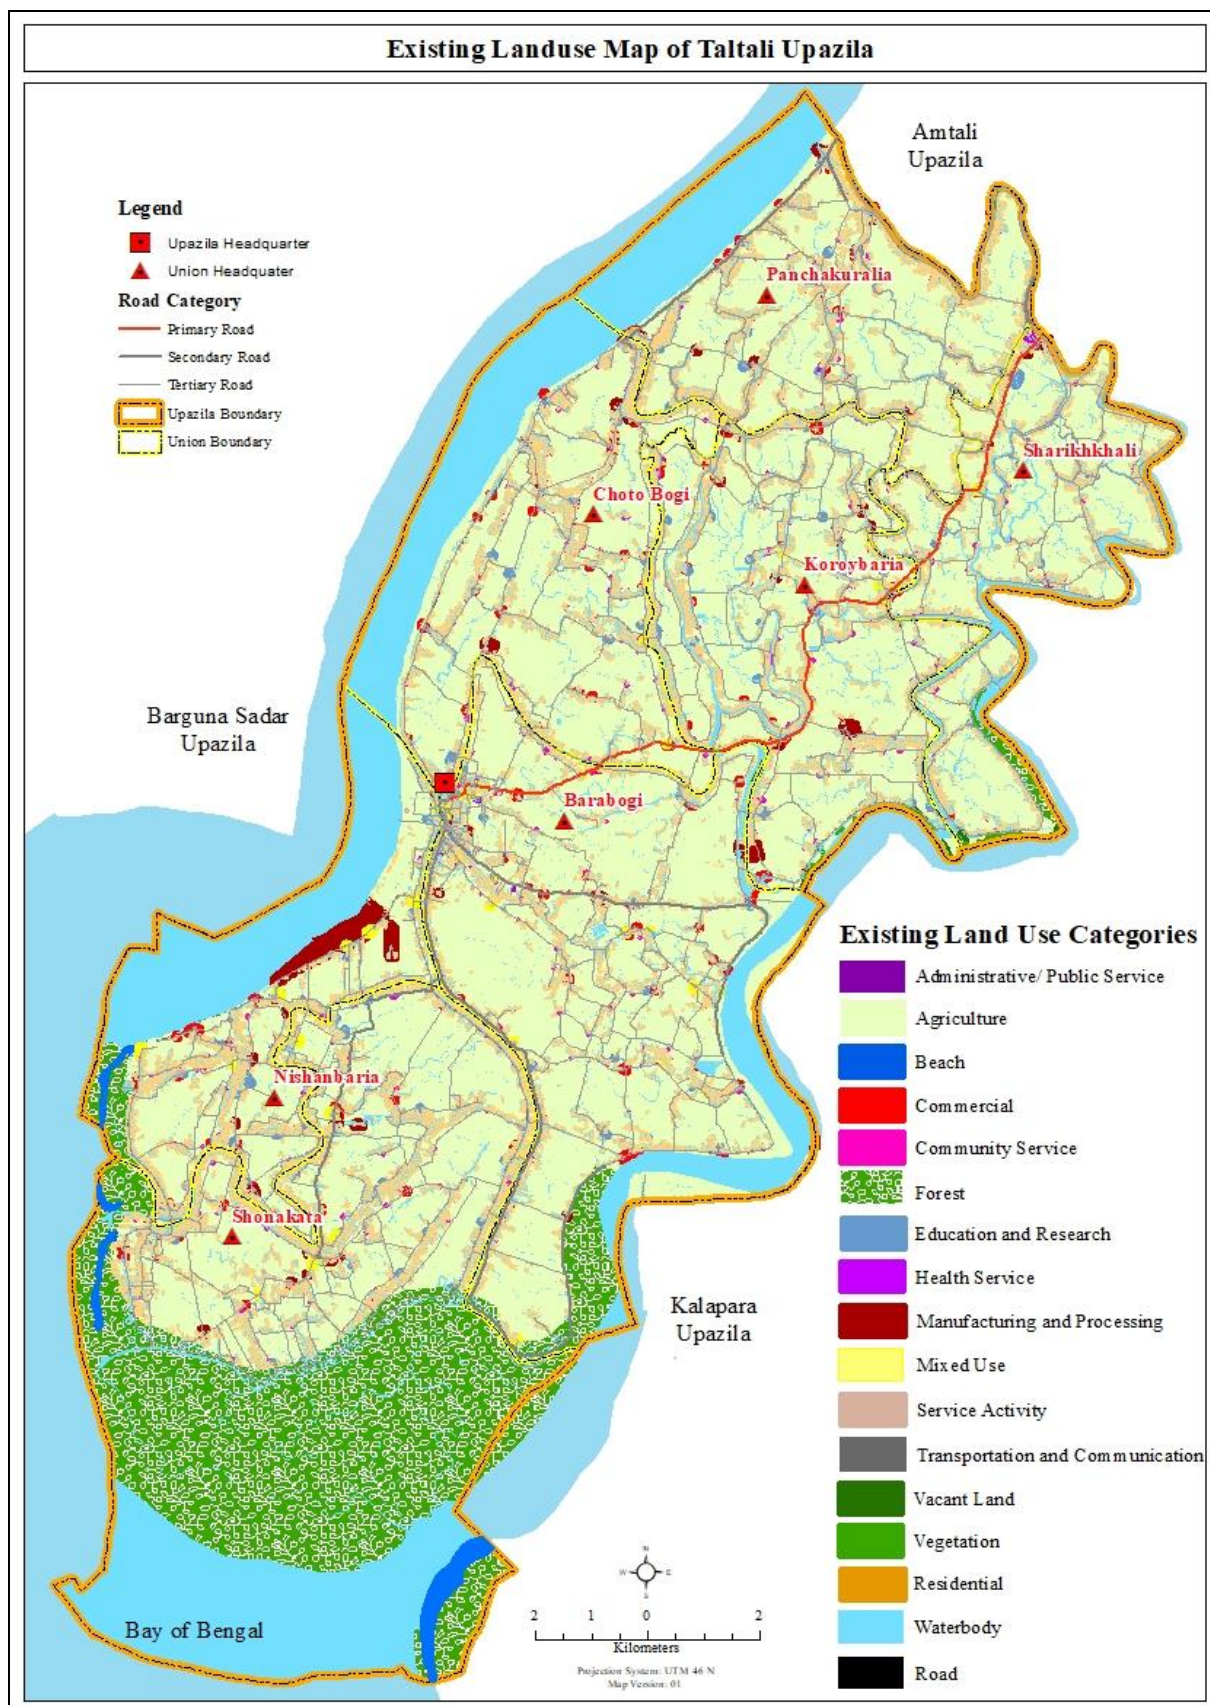 Existing Landuse Map of Taltali Upazila
Amtali
Upazila
Legend
Upazila Headquarter
Union Headquater
Road Category
Primary Road
Secondary Road
Tertiary Road
Upazila Boundary
Union Boundary
Panchakuralia
Sharikhkhali
Choto Bogi
Koroybaria
Barguna Sadar
Upazila
Barabogi
Nishanbaria
Shonakata
Kalapara
Upazila
Bay of Bengal
Existing Land Use Categories
Administrative/ Public Service
Agriculture
Beach
Commercial
Community Service
Forest
Education and Research
Health Service
Manufacturing and Processing
Mixed Use
Service Activity
Transportation and Communication
Vacant Land
Vegetation
Residential
Waterbody
Road
N
W E
S
2 1 0 2
Kilometers
Projection System: UTM 46 N
Map Version: 01